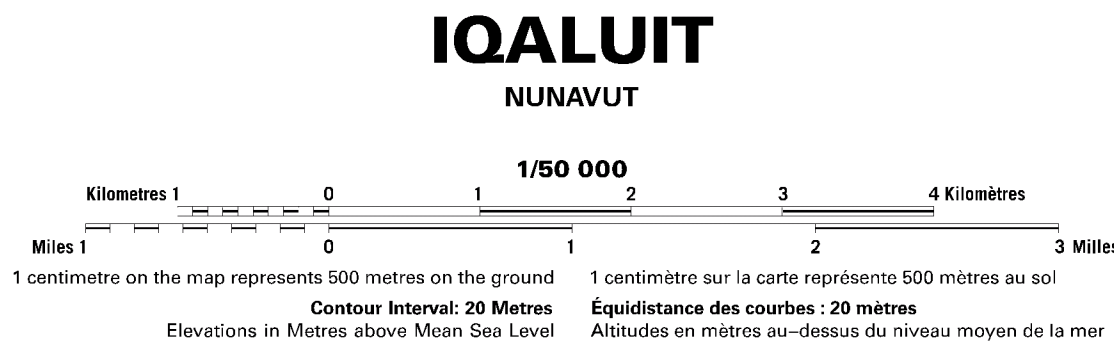 IQALUIT
NUNAVUT
1/50 000
Kilometres 1 0 1 2 3 4 Kilomètres
Miles 1 0 1 2 3 Milles
1 centimetre on the map represents 500 metres on the ground
1 centimètre sur la carte représente 500 mètres au sol
Contour Interval: 20 Metres
Équidistance des courbes : 20 mètres
Elevations in Metres above Mean Sea Level
Altitudes en mètres au–dessus du niveau moyen de la mer